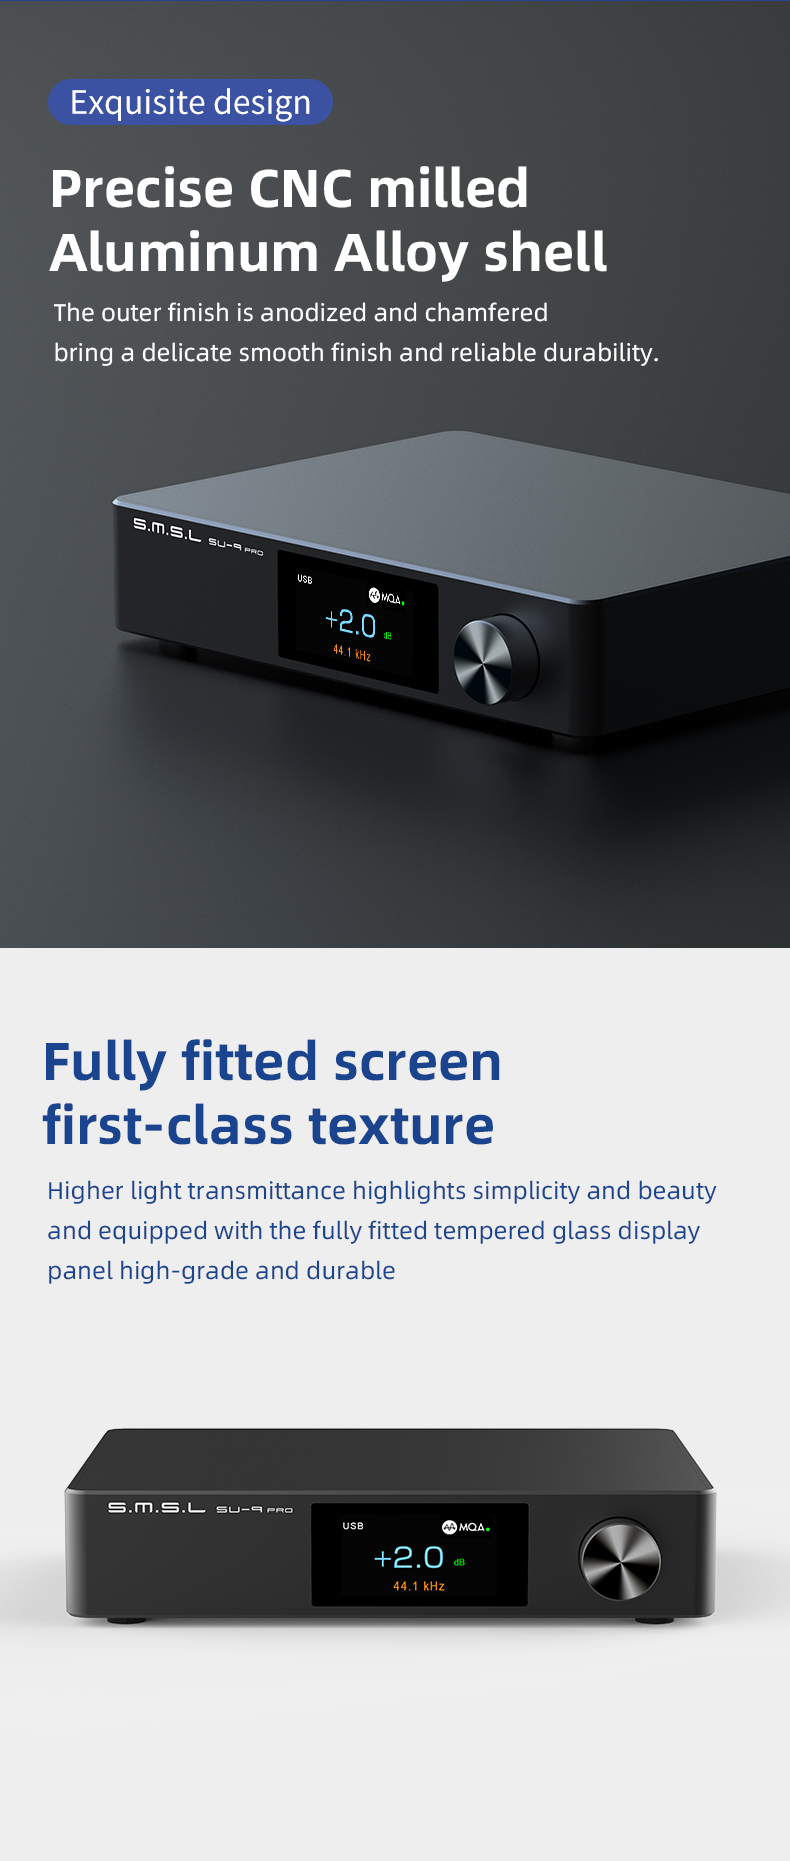 Exquisite design
Precise CNC milled
Aluminum Alloy shell
The outer finish is anodized and chamfered
bring a delicate smooth finish and reliable durability.
S.M.S.L SU-9 PRO
USB
MQA
+2.0 dB
44.1 kHz
Fully fitted screen
first-class texture
Higher light transmittance highlights simplicity and beauty
and equipped with the fully fitted tempered glass display
panel high-grade and durable
S.M.S.L SU-9 PRO
USB
MQA
+2.0 dB
44.1 kHz